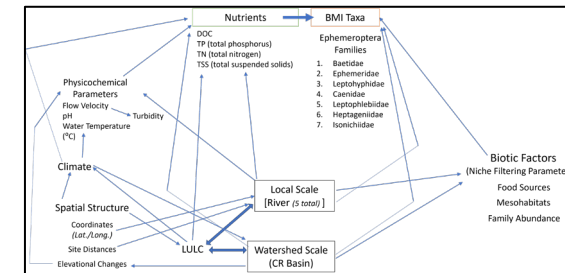 Nutrients
BMI Taxa
DOC
TP (total phosphorus)
TN (total nitrogen)
TSS (total suspended solids)
Ephemeroptera
Families
1. Baetidae
2. Ephemeridae
3. Leptohyphidae
4. Caenidae
5. Leptophlebiidae
6. Heptageniidae
7. Isonichiidae
Physicochemical
Parameters
Flow Velocity
pH
Water Temperature
(°C)
Turbidity
Climate
Spatial Structure
Coordinates
(Lat./Long.)
Site Distances
Elevational Changes
LULC
Local Scale
[River (5 total) ]
Watershed Scale
(CR Basin)
Biotic Factors
(Niche Filtering Paramete
Food Sources
Mesohabitats
Family Abundance